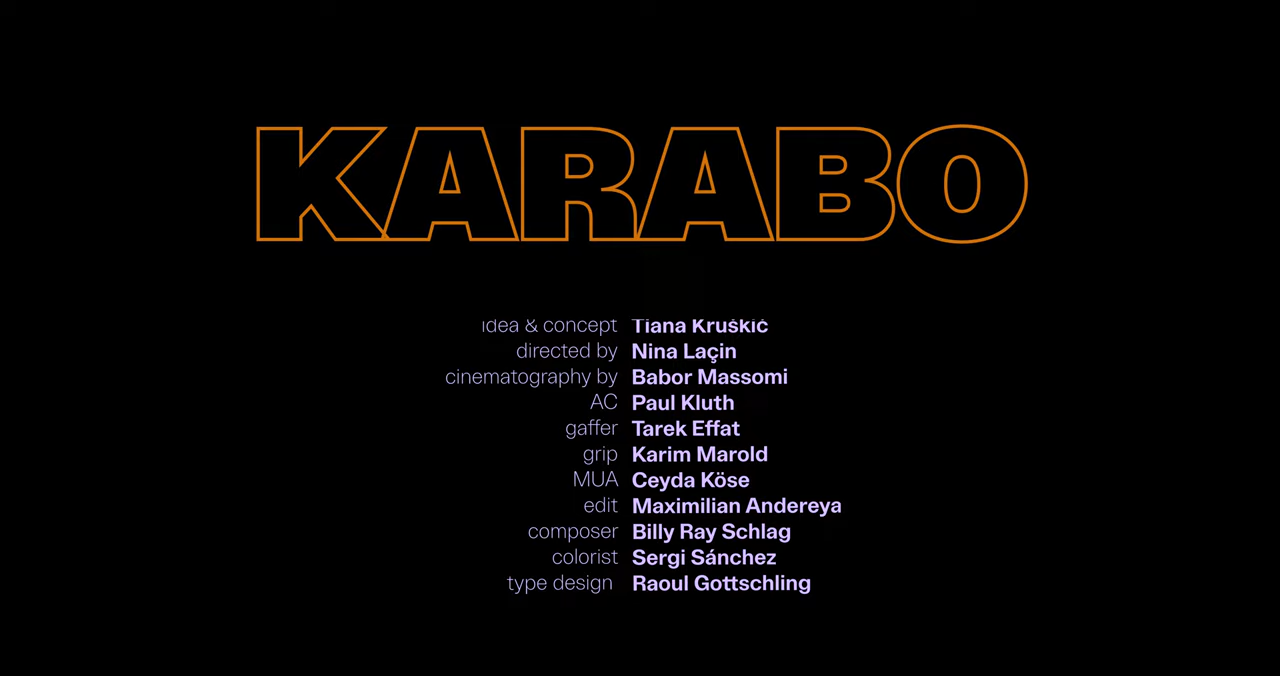 KARABO
idea & concept Tiana Kruškić
directed by Nina Laçin
cinematography by Babor Massomi
AC Paul Kluth
gaffer Tarek Effat
grip Karim Marold
MUA Ceyda Köse
edit Maximilian Andereya
composer Billy Ray Schlag
colorist Sergi Sánchez
type design Raoul Gottschling